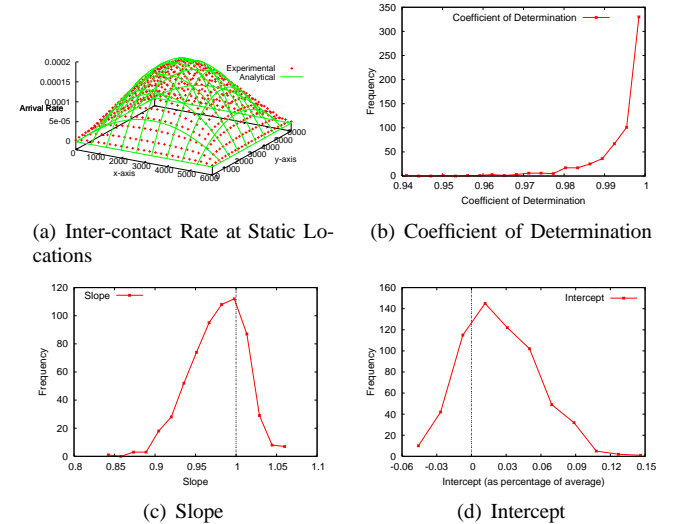 0.0002
0.00015
0.0001
5e-05
0
Arrival Rate
Experimental
Analytical
0 1000 2000 3000 4000 5000 6000
x-axis
0 1000 2000 3000 4000 5000
y-axis
(a) Inter-contact Rate at Static Lo-
cations
350
300
250
200
150
100
50
0
Frequency
Coefficient of Determination
0.94 0.95 0.96 0.97 0.98 0.99 1
Coefficient of Determination
(b) Coefficient of Determination
120
100
80
60
40
20
0
Frequency
Slope
0.8 0.85 0.9 0.95 1 1.05 1.1
Slope
(c) Slope
160
140
120
100
80
60
40
20
0
Frequency
Intercept
-0.06 -0.03 0 0.03 0.06 0.09 0.12 0.15
Intercept (as percentage of average)
(d) Intercept